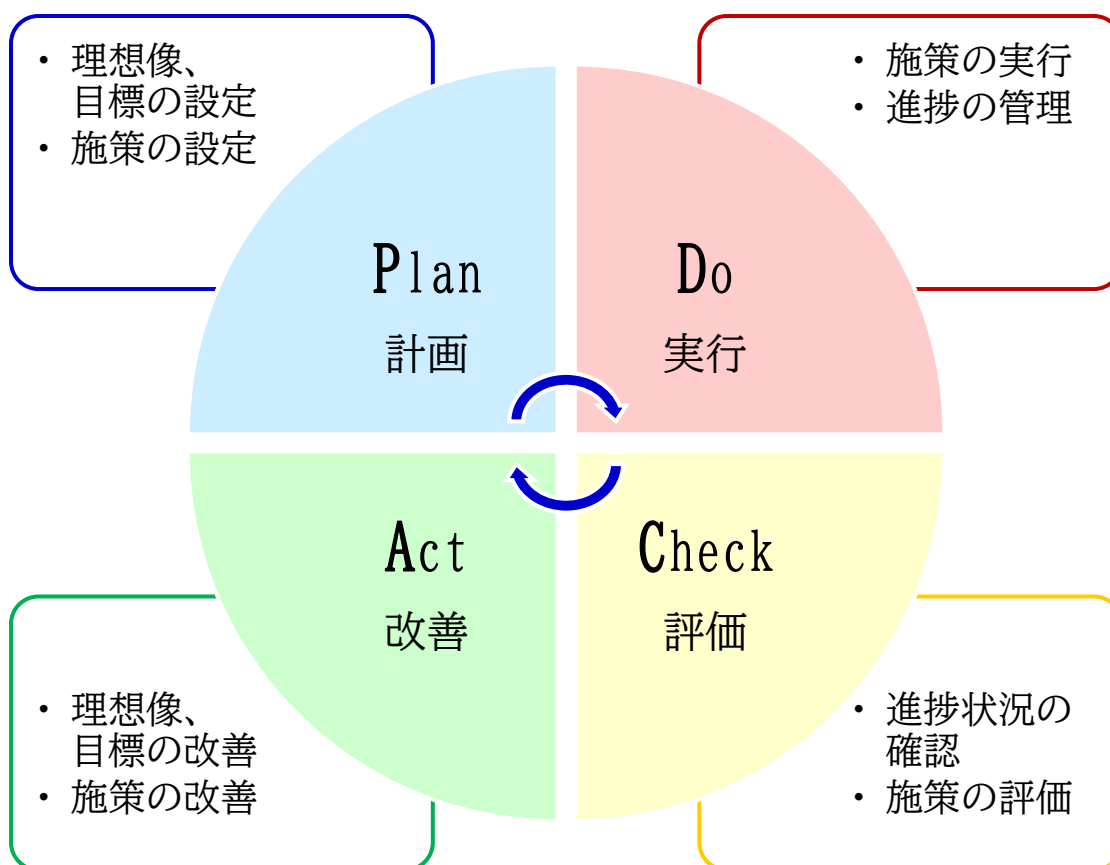 ・ 理想像、
目標の設定
・ 施策の設定
・ 施策の実行
・ 進捗の管理
Plan
計画
Do
実行
Act
改善
Check
評価
・ 理想像、
目標の改善
・ 施策の改善
・ 進捗状況の
確認
・ 施策の評価